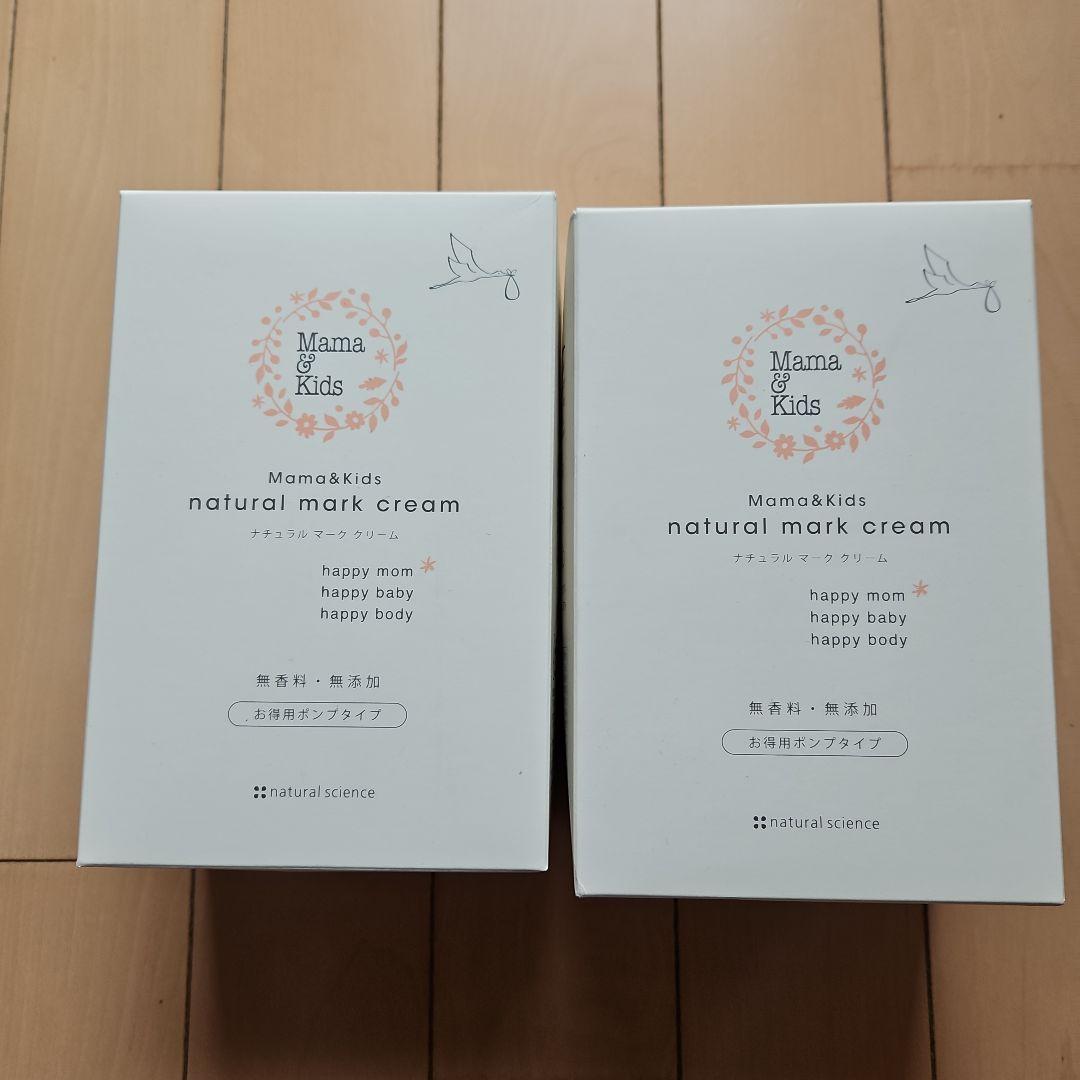 Mama
&
Kids
Mama&Kids
natural mark cream
ナチュラル マーク クリーム
happy mom
happy baby
happy body
無香料・無添加
お得用ポンプタイプ
natural science
Mama
&
Kids
Mama&Kids
natural mark cream
ナチュラル マーク クリーム
happy mom
happy baby
happy body
無香料・無添加
お得用ポンプタイプ
natural science